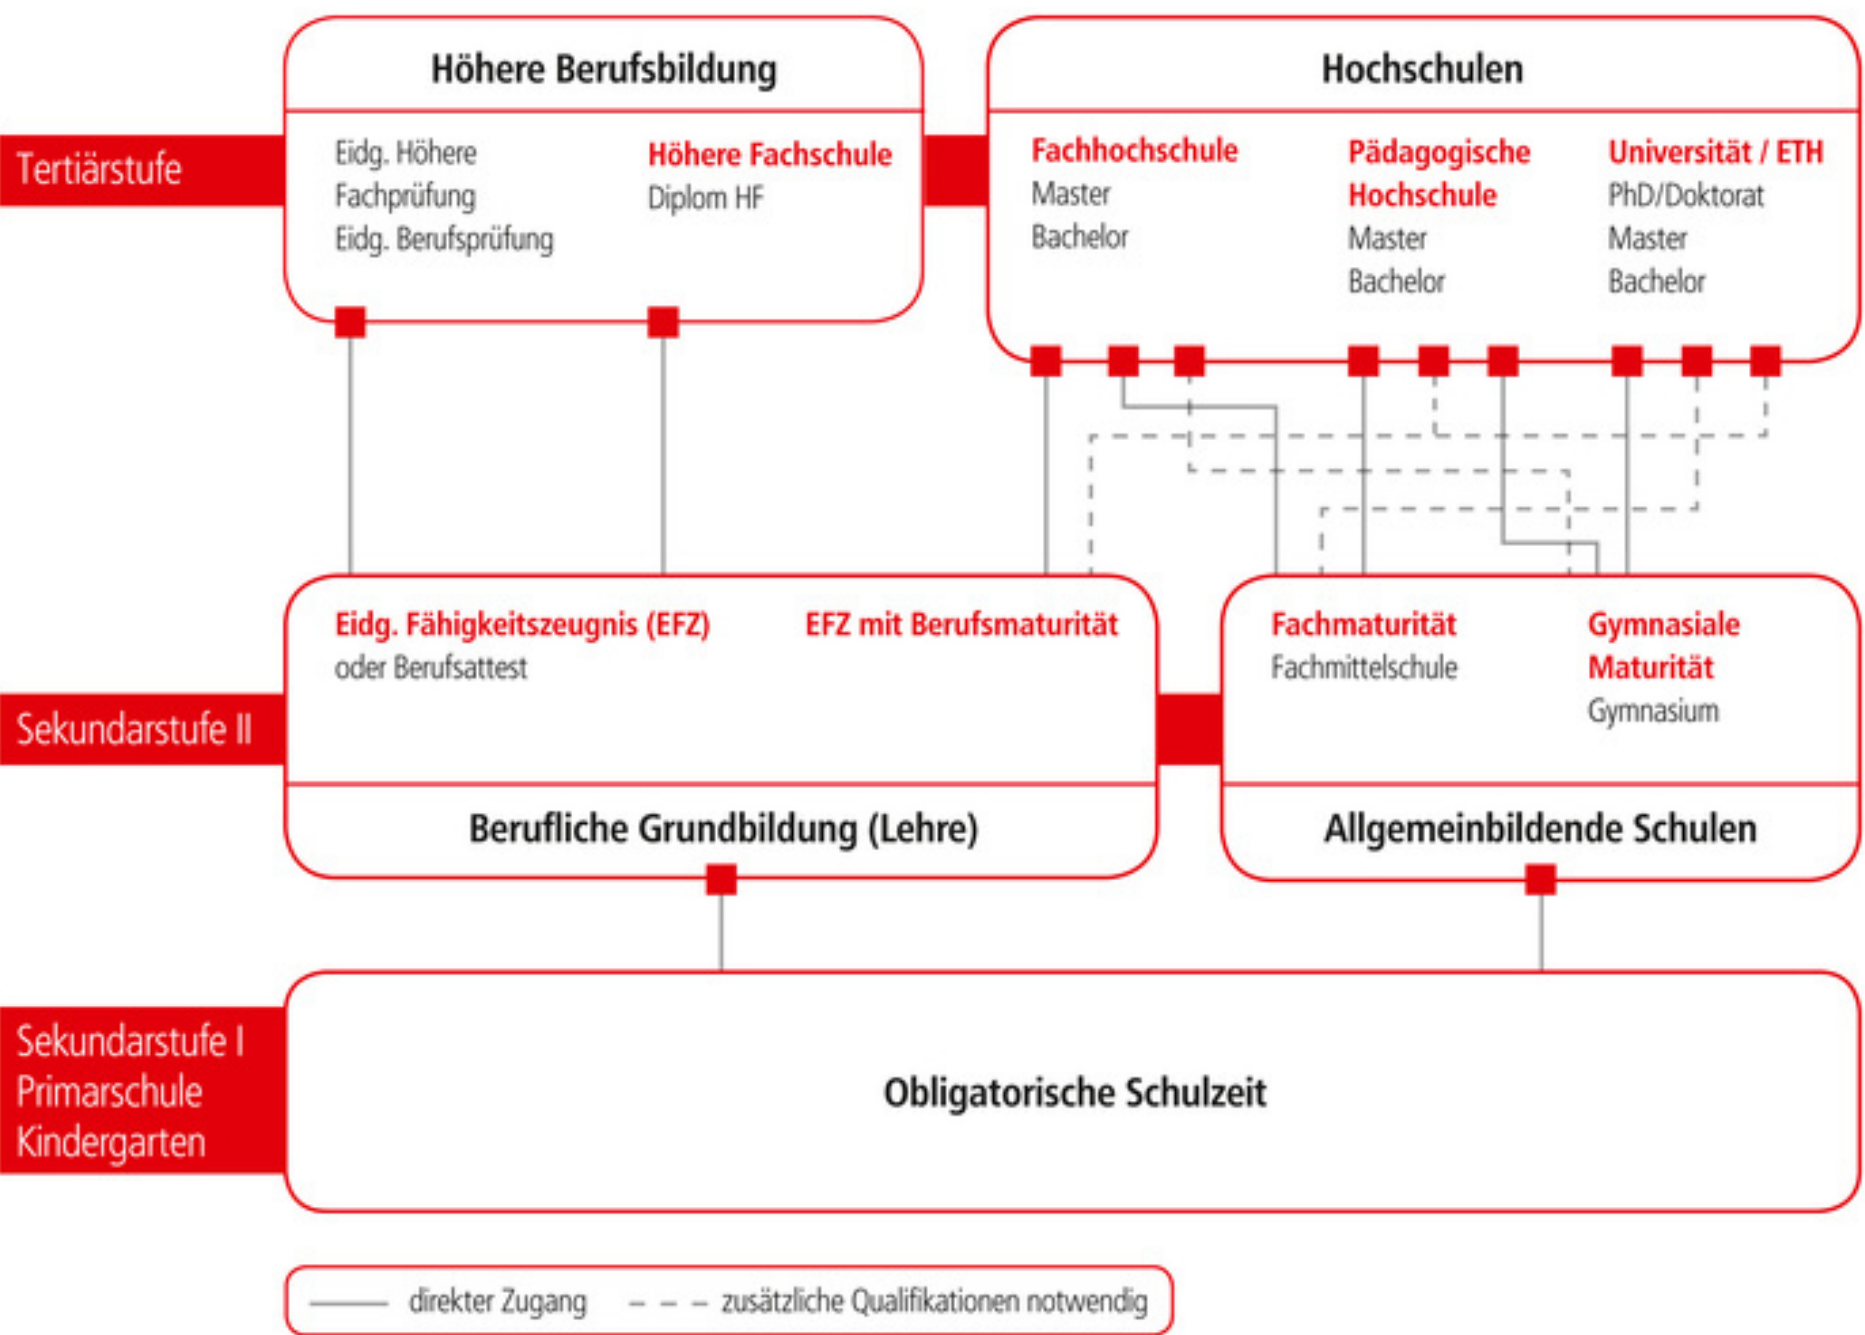 Höhere Berufsbildung
Hochschulen
Tertiärstufe
Eidg. Höhere
Fachprüfung
Eidg. Berufsprüfung
Höhere Fachschule
Diplom HF
Fachhochschule
Master
Bachelor
Pädagogische
Hochschule
Master
Bachelor
Universität / ETH
PhD/Doktorat
Master
Bachelor
Sekundarstufe II
Eidg. Fähigkeitszeugnis (EFZ)
oder Berufsattest
EFZ mit Berufsmaturität
Fachmaturität
Fachmittelschule
Gymnasiale
Maturität
Gymnasium
Berufliche Grundbildung (Lehre)
Allgemeinbildende Schulen
Sekundarstufe I
Primarschule
Kindergarten
Obligatorische Schulzeit
direkter Zugang
zusätzliche Qualifikationen notwendig